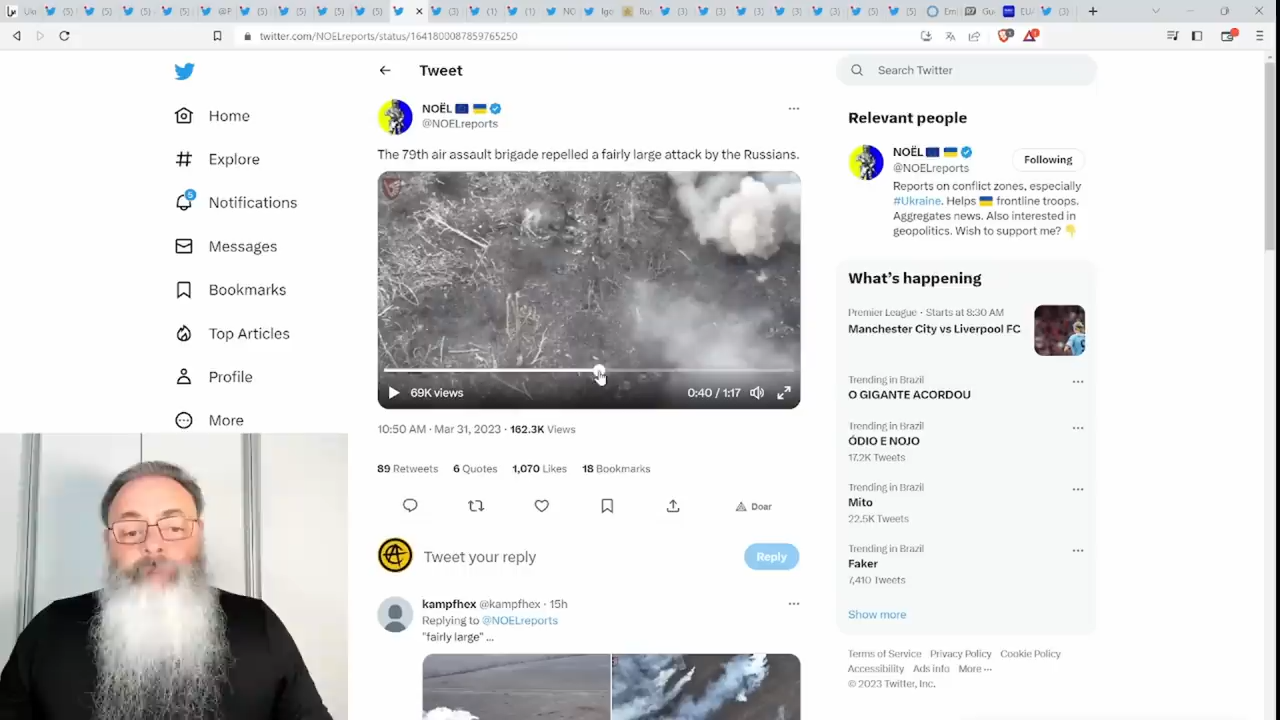 twitter.com/NOELreports/status/1641800087859765250
Home
Explore
5
Notifications
Messages
Bookmarks
Top Articles
Profile
More
Tweet
NOËL
@NOELreports
The 79th air assault brigade repelled a fairly large attack by the Russians.
69K views
0:40 / 1:17
10:50 AM · Mar 31, 2023 · 162.3K Views
89 Retweets 6 Quotes 1,070 Likes 18 Bookmarks
Doar
Tweet your reply
Reply
kampfhex @kampfhex · 15h
Replying to @NOELreports
"fairly large" ...
Search Twitter
Relevant people
NOËL
@NOELreports
Following
Reports on conflict zones, especially
#Ukraine. Helps frontline troops.
Aggregates news. Also interested in
geopolitics. Wish to support me?
What's happening
Premier League · Starts at 8:30 AM
Manchester City vs Liverpool FC
Trending in Brazil
O GIGANTE ACORDOU
Trending in Brazil
ÓDIO E NOJO
17.2K Tweets
Trending in Brazil
Mito
22.5K Tweets
Trending in Brazil
Faker
7,410 Tweets
Show more
Terms of Service Privacy Policy Cookie Policy
Accessibility Ads info More ···
© 2023 Twitter, Inc.